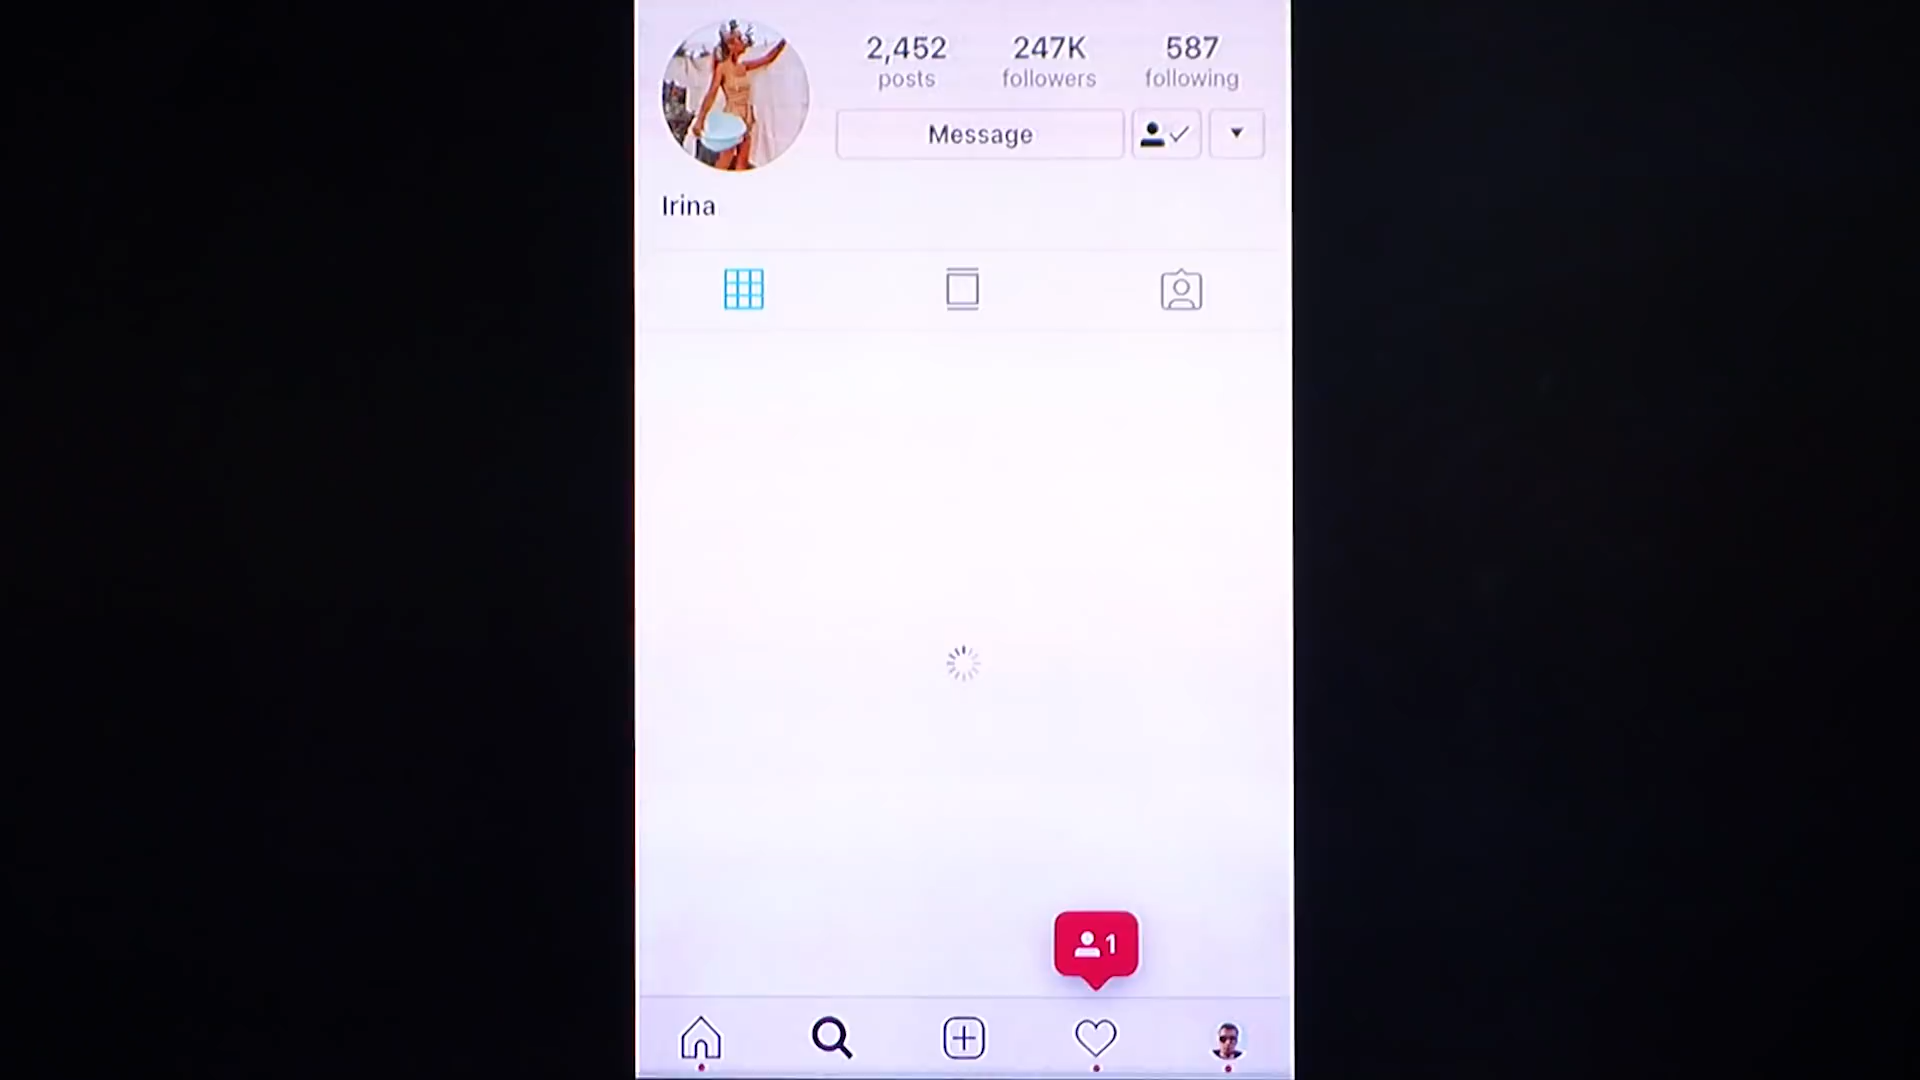 2,452 247K 587
posts followers following
Message
Irina
1